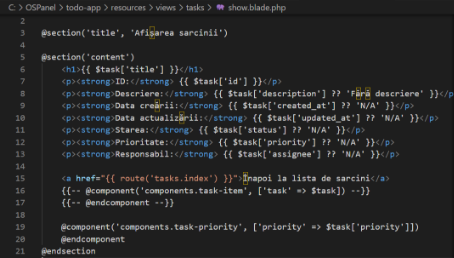 C: > OSPanel > todo-app > resources > views > tasks > show.blade.php
2
3 @section('title', 'Afișarea sarcinii')
4
5 @section('content')
6 <h1>{{ $task['title'] }}</h1>
7 <p><strong>ID:</strong> {{ $task['id'] }}</p>
8 <p><strong>Descriere:</strong> {{ $task['description'] ?? 'Fără descriere' }}</p>
9 <p><strong>Data creării:</strong> {{ $task['created_at'] ?? 'N/A' }}</p>
10 <p><strong>Data actualizării:</strong> {{ $task['updated_at'] ?? 'N/A' }}</p>
11 <p><strong>Starea:</strong> {{ $task['status'] ?? 'N/A' }}</p>
12 <p><strong>Prioritate:</strong> {{ $task['priority'] ?? 'N/A' }}</p>
13 <p><strong>Responsabil:</strong> {{ $task['assignee'] ?? 'N/A' }}</p>
14
15 <a href="{{ route('tasks.index') }}">Înapoi la lista de sarcini</a>
16 {{-- @component('components.task-item', ['task' => $task]) --}}
17 {{-- @endcomponent --}}
18
19 @component('components.task-priority', ['priority' => $task['priority']])
20 @endcomponent
21 @endsection